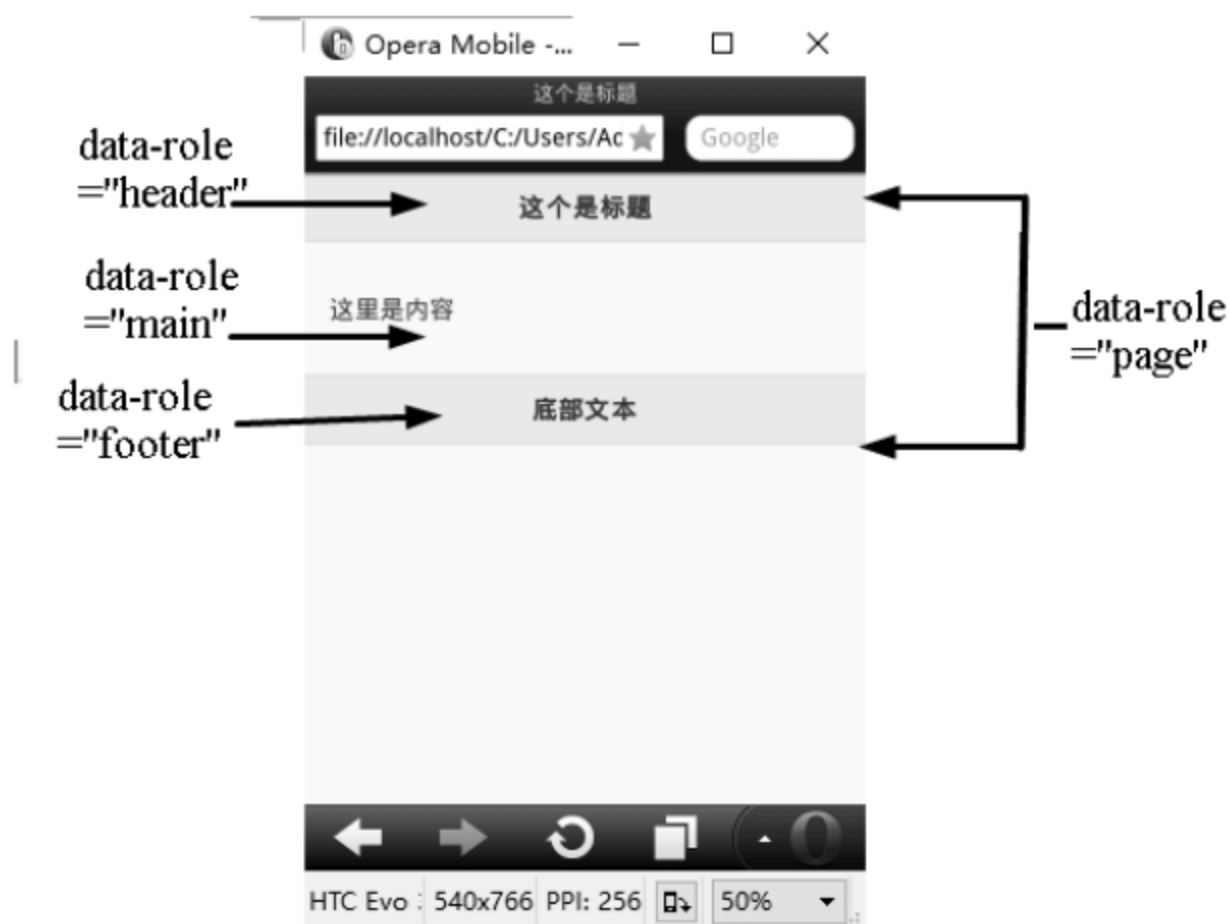 Opera Mobile -...
这个是标题
file://localhost/C:/Users/Ac
Google
data-role
="header"
这个是标题
data-role
="main"
这里是内容
data-role
="page"
data-role
="footer"
底部文本
HTC Evo 540x766 PPI: 256 50%